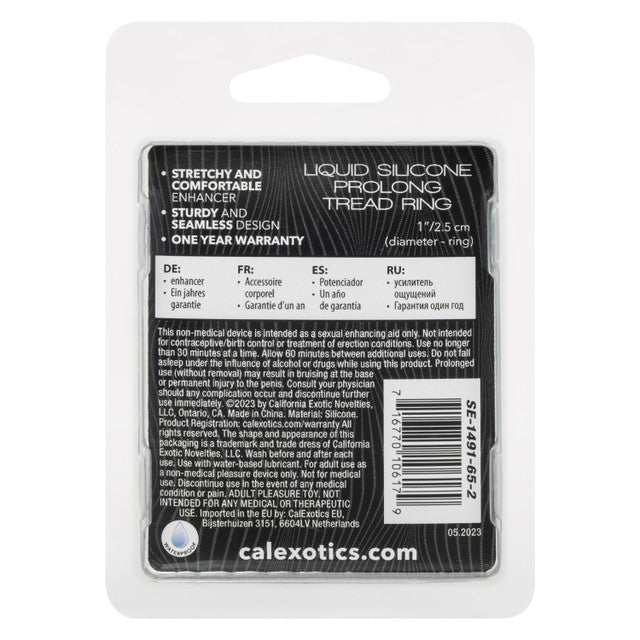 • STRETCHY AND
COMFORTABLE
ENHANCER
• STURDY AND
SEAMLESS DESIGN
• ONE YEAR WARRANTY
LIQUID SILICONE
PROLONG
TREAD RING
1"/2.5 cm
(diameter - ring)
DE:
• enhancer
• Ein jahres
garantie
FR:
• Accessoire
corporel
• Garantie d'un an
ES:
• Potenciador
• Un año
de garantía
RU:
• усилитель
ощущений
• Гарантия один год
This non-medical device is intended as a sexual enhancing aid only. Not intended
for contraceptive/birth control or treatment of erection conditions. Use no longer
than 30 minutes at a time. Allow 60 minutes between additional uses. Do not fall
asleep under the influence of alcohol or drugs while using this product. Prolonged
use (without removal) may result in bruising at the base
or permanent injury to the penis. Consult your physician
should any complication occur and discontinue further
use immediately. ©2023 by California Exotic Novelties,
LLC, Ontario, CA. Made in China. Material: Silicone.
Product Registration: calexotics.com/warranty All
rights reserved. The shape and appearance of this
packaging is a trademark and trade dress of California
Exotic Novelties, LLC. Wash before and after each
use. Use with water-based lubricant. For adult use as
a non-medical pleasure device only. Not for medical
use. Discontinue use in the event of any medical
condition or pain. ADULT PLEASURE TOY. NOT
INTENDED FOR ANY MEDICAL OR THERAPEUTIC
USE. Imported in the EU by: CalExotics EU,
Bijsterhuizen 3151, 6604LV Netherlands
SE-1491-65-2
7 16770 10617 9
05.2023
WATERPROOF
calexotics.com